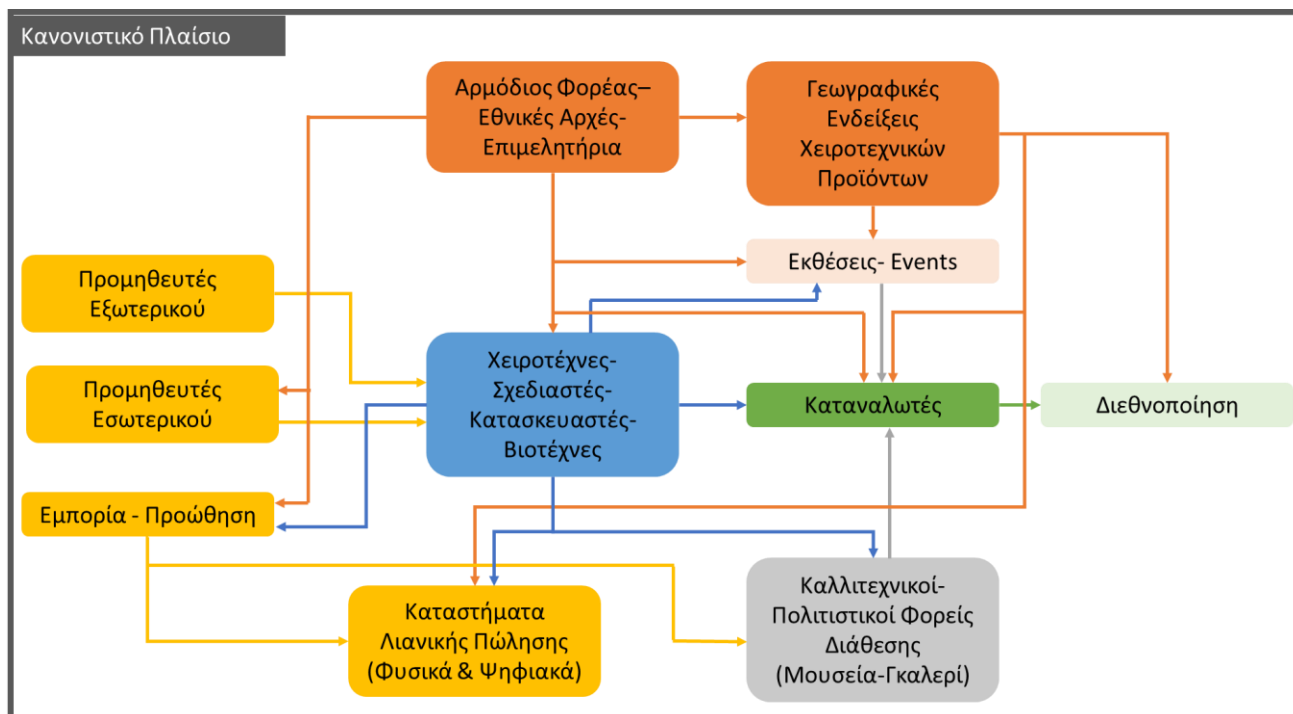 Κανονιστικό Πλαίσιο
Αρμόδιος Φορέας–
Εθνικές Αρχές-
Επιμελητήρια
Γεωγραφικές
Ενδείξεις
Χειροτεχνικών
Προϊόντων
Εκθέσεις- Events
Προμηθευτές
Εξωτερικού
Προμηθευτές
Εσωτερικού
Χειροτέχνες-
Σχεδιαστές-
Κατασκευαστές-
Βιοτέχνες
Καταναλωτές
Διεθνοποίηση
Εμπορία - Προώθηση
Καταστήματα
Λιανικής Πώλησης
(Φυσικά & Ψηφιακά)
Καλλιτεχνικοί-
Πολιτιστικοί Φορείς
Διάθεσης
(Μουσεία-Γκαλερί)